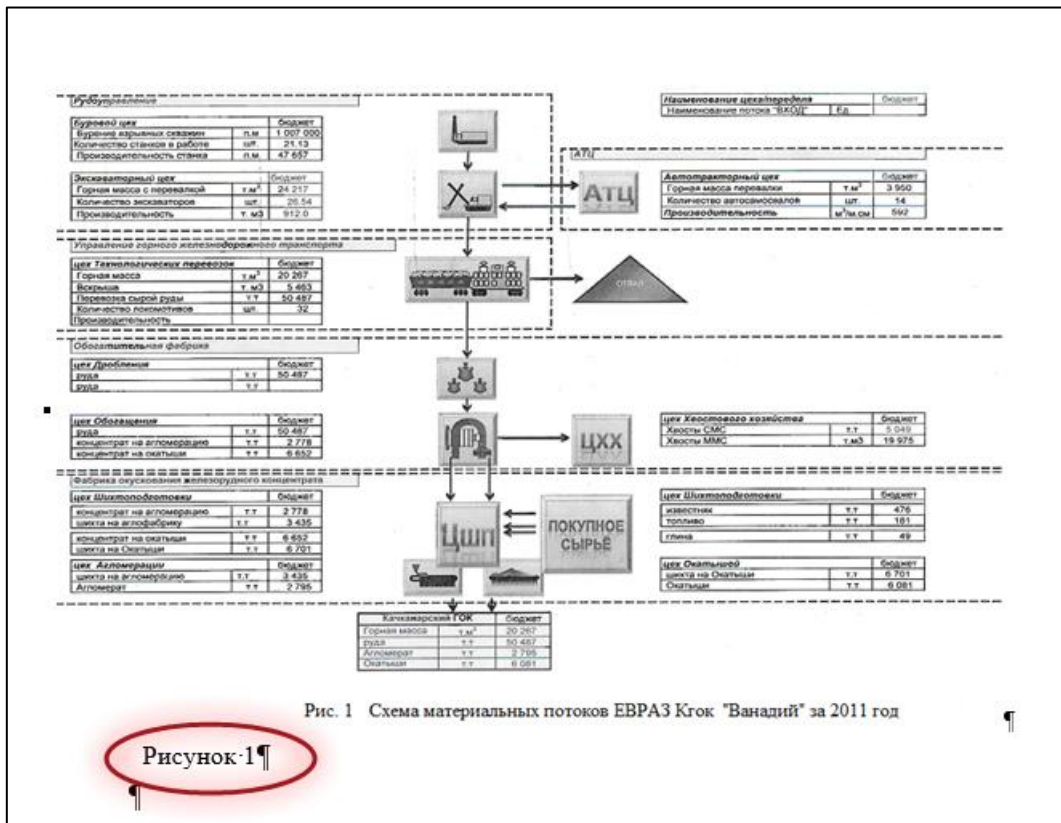 Рудоуправление
Буровой цех бюджет
Бурение взрывных скважин п.м 1 007 000
Количество станков в работе шт. 21.13
Производительность станка п.м. 47 657
Экскаваторный цех бюджет
Горная масса с перевалкой т.м³ 24 217
Количество экскаваторов шт. 26.54
Производительность т. м3 912.0
Наименование цеха/передела бюджет
Наименование потока "ВХОД" Ед
АТЦ
АТЦ
Автотракторный цех бюджет
Горная масса перевалки т.м³ 3 950
Количество автосамосвалов шт. 14
Производительность м³/м.см 592
Управление горного железнодорожного транспорта
цех Технологических перевозок бюджет
Горная масса т.м³ 20 267
Вскрыша т. м3 5 463
Перевозка сырой руды т.т 50 487
Количество локомотивов шт. 32
Производительность
ОТВАЛ
Обогатительная фабрика
цех Дробления бюджет
руда т.т 50 487
руда т.т
цех Обогащения бюджет
руда т.т 50 487
концентрат на агломерацию т.т 2 778
концентрат на окатыши т.т 6 652
ЦХХ
цех Хвостового хозяйства бюджет
Хвосты СМС т.т 5 049
Хвосты ММС т.м3 19 975
Фабрика окускования железорудного концентрата
цех Шихтоподготовки бюджет
концентрат на агломерацию т.т 2 778
шихта на аглофабрику т.т 3 435
концентрат на окатыши т.т 6 652
шихта на Окатыши т.т 6 701
цех Агломерации бюджет
шихта на агломерацию т.т 3 435
Агломерат т.т 2 795
Цшп
ПОКУПНОЕ
СЫРЬЁ
цех Шихтоподготовки бюджет
известняк т.т 476
топливо т.т 181
глина т.т 49
цех Окатышей бюджет
шихта на Окатыши т.т 6 701
Окатыши т.т 6 081
Качканарский ГОК бюджет
Горная масса т.м³ 20 267
руда т.т 50 487
Агломерат т.т 2 795
Окатыши т.т 6 081
Рис. 1 Схема материальных потоков ЕВРАЗ Кгок "Ванадий" за 2011 год ¶
Рисунок·1¶
¶